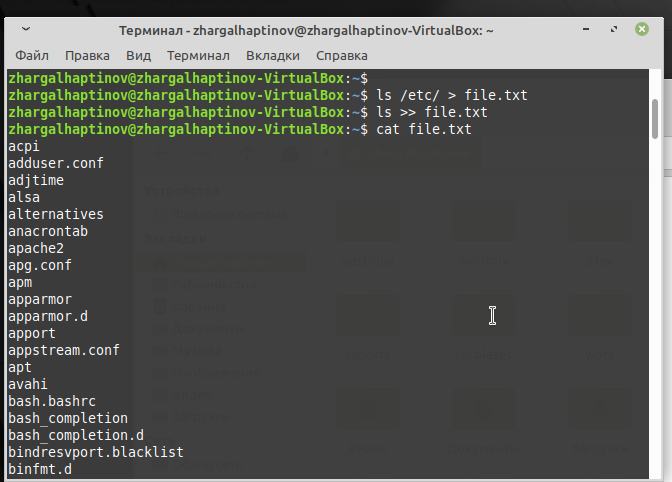 Терминал - zhargalhaptinov@zhargalhaptinov-VirtualBox: ~
Файл Правка Вид Терминал Вкладки Справка
zhargalhaptinov@zhargalhaptinov-VirtualBox:~$
zhargalhaptinov@zhargalhaptinov-VirtualBox:~$ ls /etc/ > file.txt
zhargalhaptinov@zhargalhaptinov-VirtualBox:~$ ls >> file.txt
zhargalhaptinov@zhargalhaptinov-VirtualBox:~$ cat file.txt
acpi
adduser.conf
adjtime
alsa
alternatives
anacrontab
apache2
apg.conf
apm
apparmor
apparmor.d
apport
appstream.conf
apt
avahi
bash.bashrc
bash_completion
bash_completion.d
bindresvport.blacklist
binfmt.d